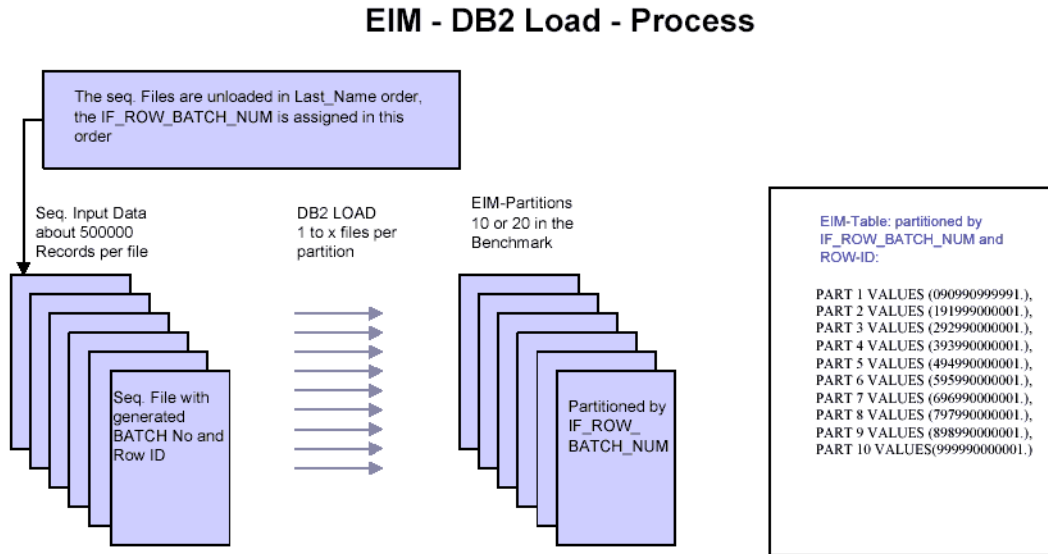 EIM - DB2 Load - Process
The seq. Files are unloaded in Last_Name order,
the IF_ROW_BATCH_NUM is assigned in this
order
Seq. Input Data
about 500000
Records per file
DB2 LOAD
1 to x files per
partition
EIM-Partitions
10 or 20 in the
Benchmark
Seq. File with
generated
BATCH No and
Row ID
Partitioned by
IF_ROW_
BATCH_NUM
EIM-Table: partitioned by
IF_ROW_BATCH_NUM and
ROW-ID:
PART 1 VALUES (090990999991.),
PART 2 VALUES (191999000001.),
PART 3 VALUES (292990000001.),
PART 4 VALUES (393990000001.),
PART 5 VALUES (494990000001.),
PART 6 VALUES (595990000001.),
PART 7 VALUES (696990000001.),
PART 8 VALUES (797990000001.),
PART 9 VALUES (898990000001.),
PART 10 VALUES(999990000001.)